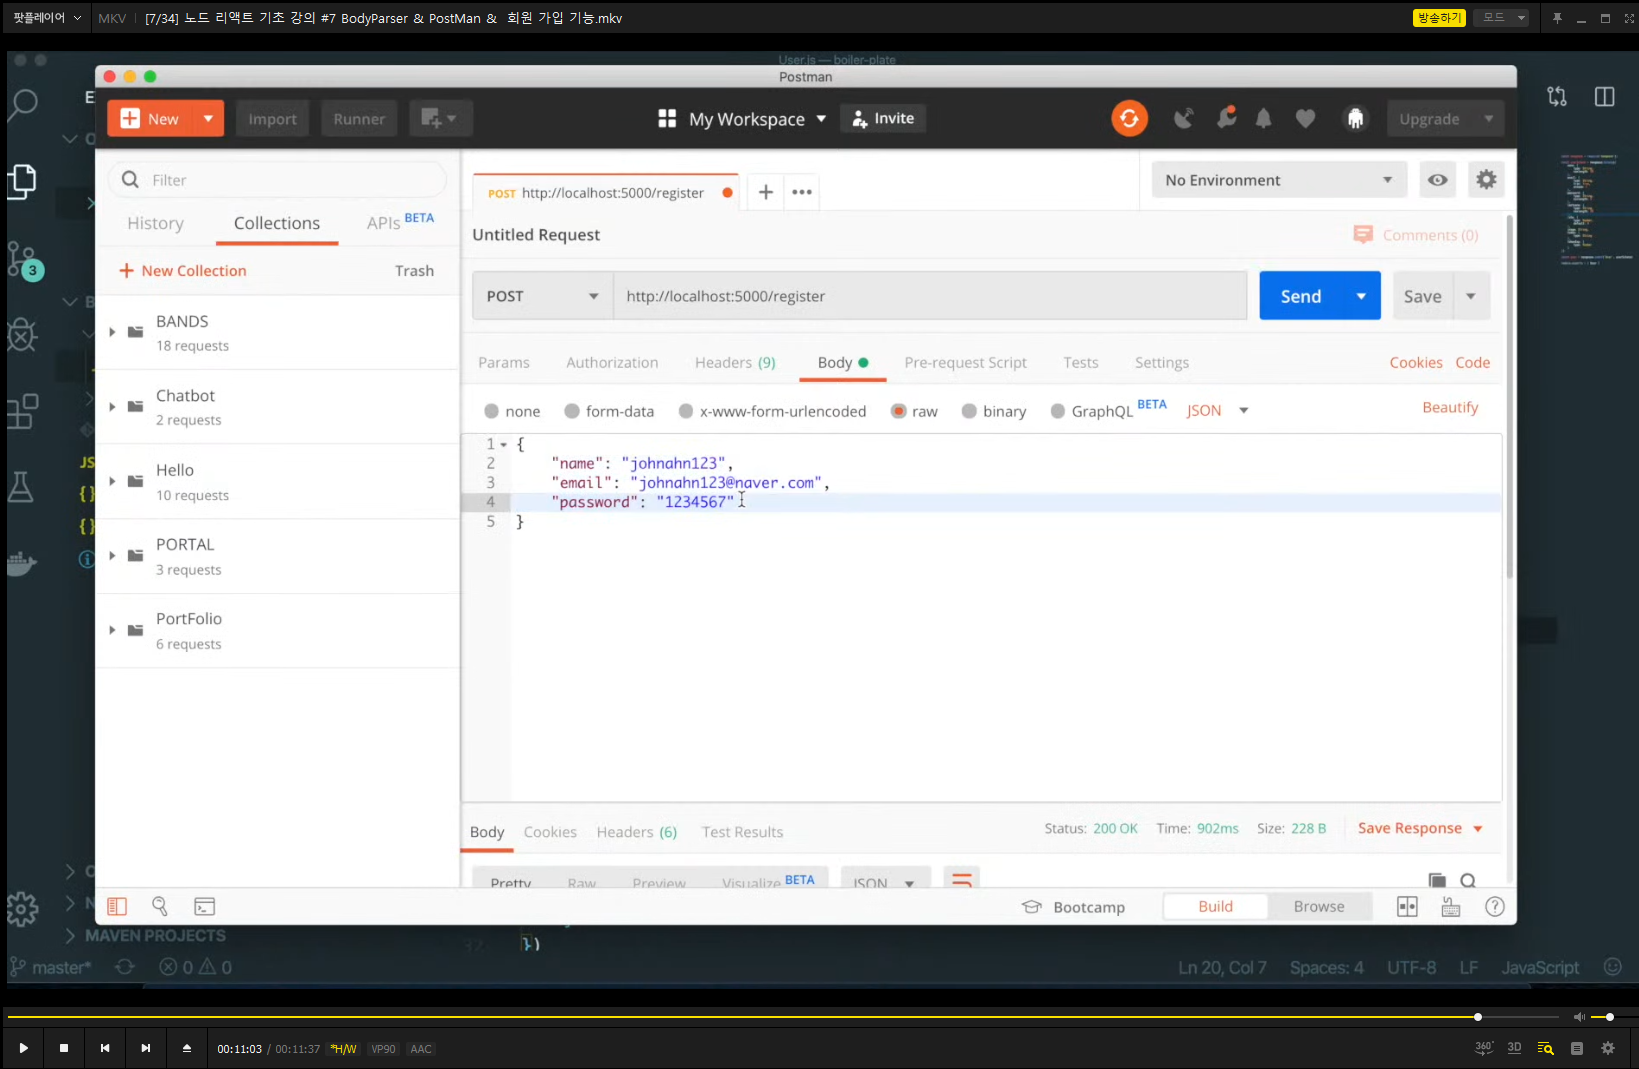 팟플레이어 MKV [7/34] 노드 리액트 기초 강의 #7 BodyParser & PostMan & 회원 가입 기능.mkv 방송하기 모드
User.js — boiler-plate
Postman
New Import Runner My Workspace Invite Upgrade
Filter
POST http://localhost:5000/register No Environment
History Collections APIs BETA
Untitled Request Comments (0)
New Collection Trash
POST http://localhost:5000/register Send Save
BANDS
18 requests
Chatbot
2 requests
Hello
10 requests
PORTAL
3 requests
PortFolio
6 requests
Params Authorization Headers (9) Body Pre-request Script Tests Settings Cookies Code
none form-data x-www-form-urlencoded raw binary GraphQL BETA JSON Beautify
1 {
2 "name": "johnahn123",
3 "email": "johnahn123@naver.com",
4 "password": "1234567"
5 }
3
JS
{}
{}
Body Cookies Headers (6) Test Results Status: 200 OK Time: 902ms Size: 228 B Save Response
Pretty Raw Preview Visualize BETA JSON
Bootcamp Build Browse
MAVEN PROJECTS
})
master* 0 0 Ln 20, Col 7 Spaces: 4 UTF-8 LF JavaScript
00:11:03 / 00:11:37 *H/W VP90 AAC 360° 3D